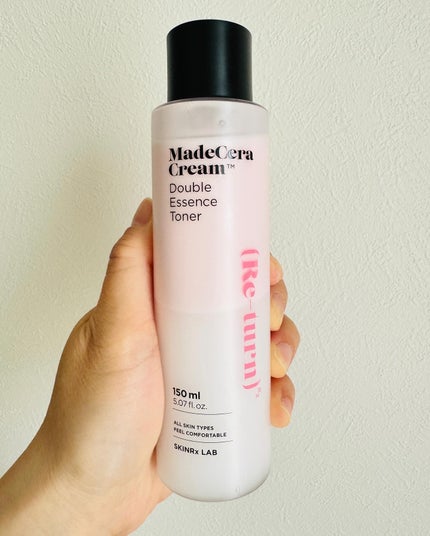 MadeCera
Cream™
Double
Essence
Toner
(Re-turn)Rx
150 ml
5.07 fl. oz.
ALL SKIN TYPES
FEEL COMFORTABLE
SKINRx LAB